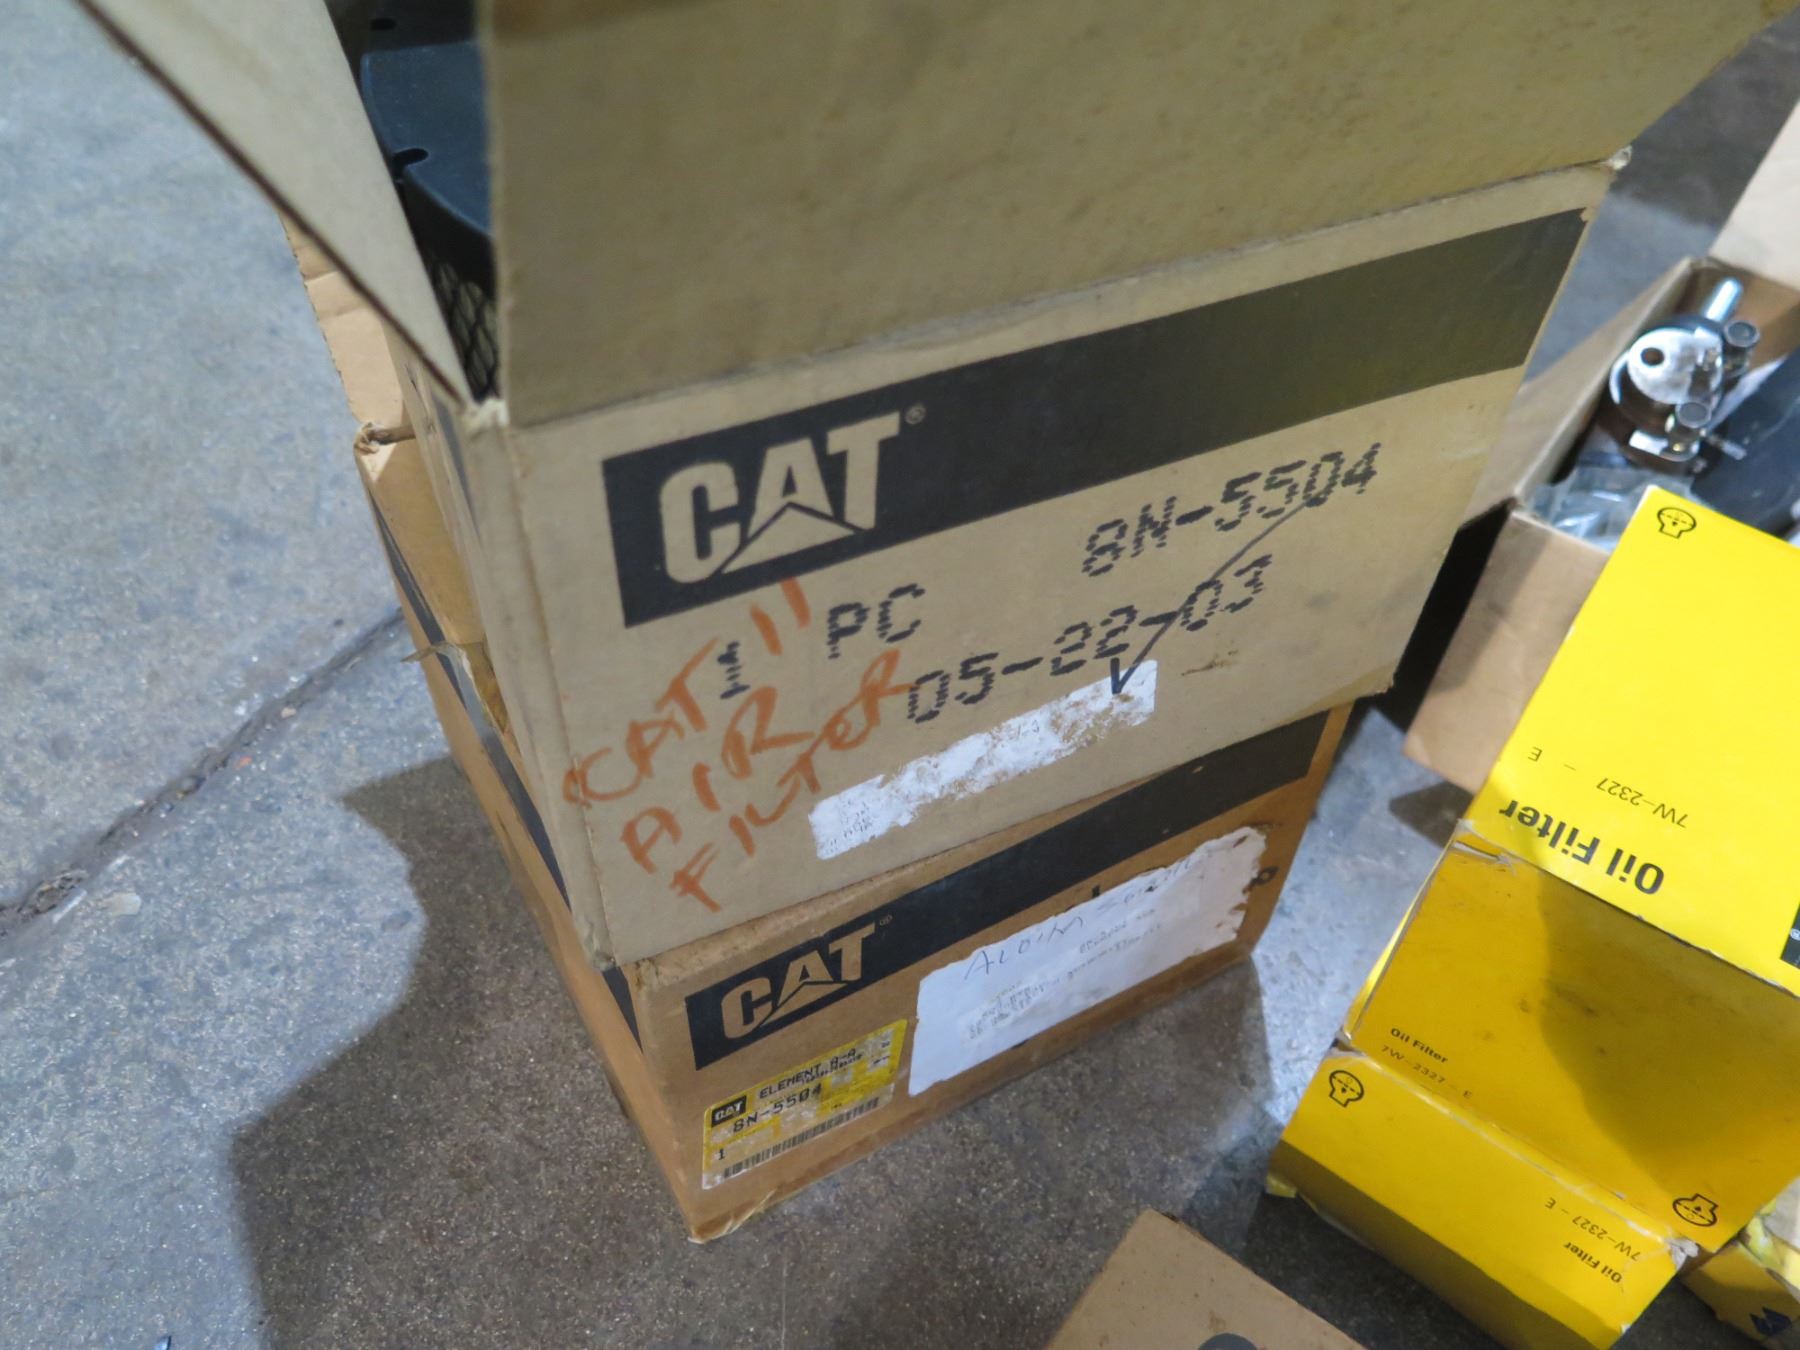 CAT®
8N-5504
1 PC
05-22-03
CAT 11
AIR
FILTER
CAT®
CAT
ELEMENT A-A
8N-5504
1
Oil Filter
7W-2327 - E
Oil Filter
7W-2327 - E
Oil Filter
7W-2327 - E